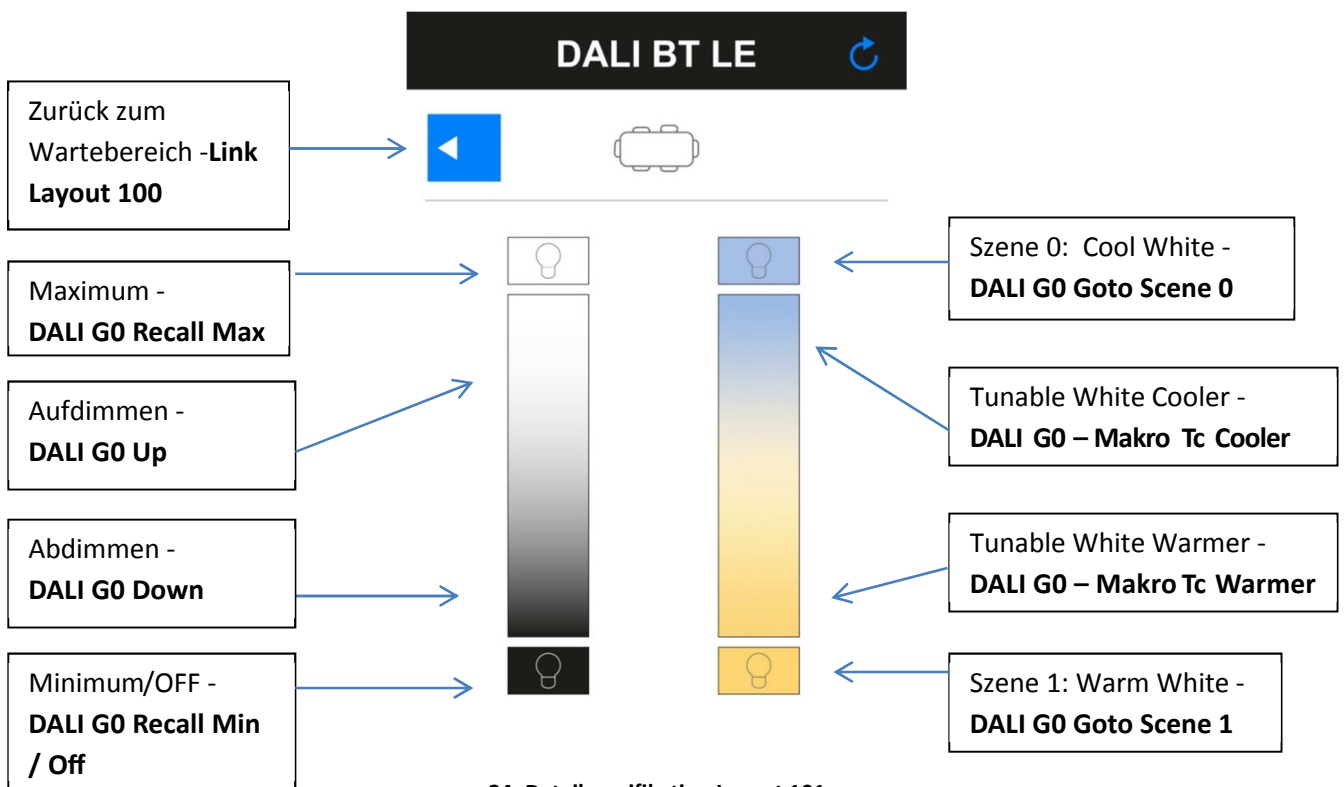 DALI BT LE
Zurück zum
Wartebereich -Link
Layout 100
Maximum -
DALI G0 Recall Max
Aufdimmen -
DALI G0 Up
Abdimmen -
DALI G0 Down
Minimum/OFF -
DALI G0 Recall Min
/ Off
Szene 0: Cool White -
DALI G0 Goto Scene 0
Tunable White Cooler -
DALI G0 – Makro Tc Cooler
Tunable White Warmer -
DALI G0 – Makro Tc Warmer
Szene 1: Warm White -
DALI G0 Goto Scene 1